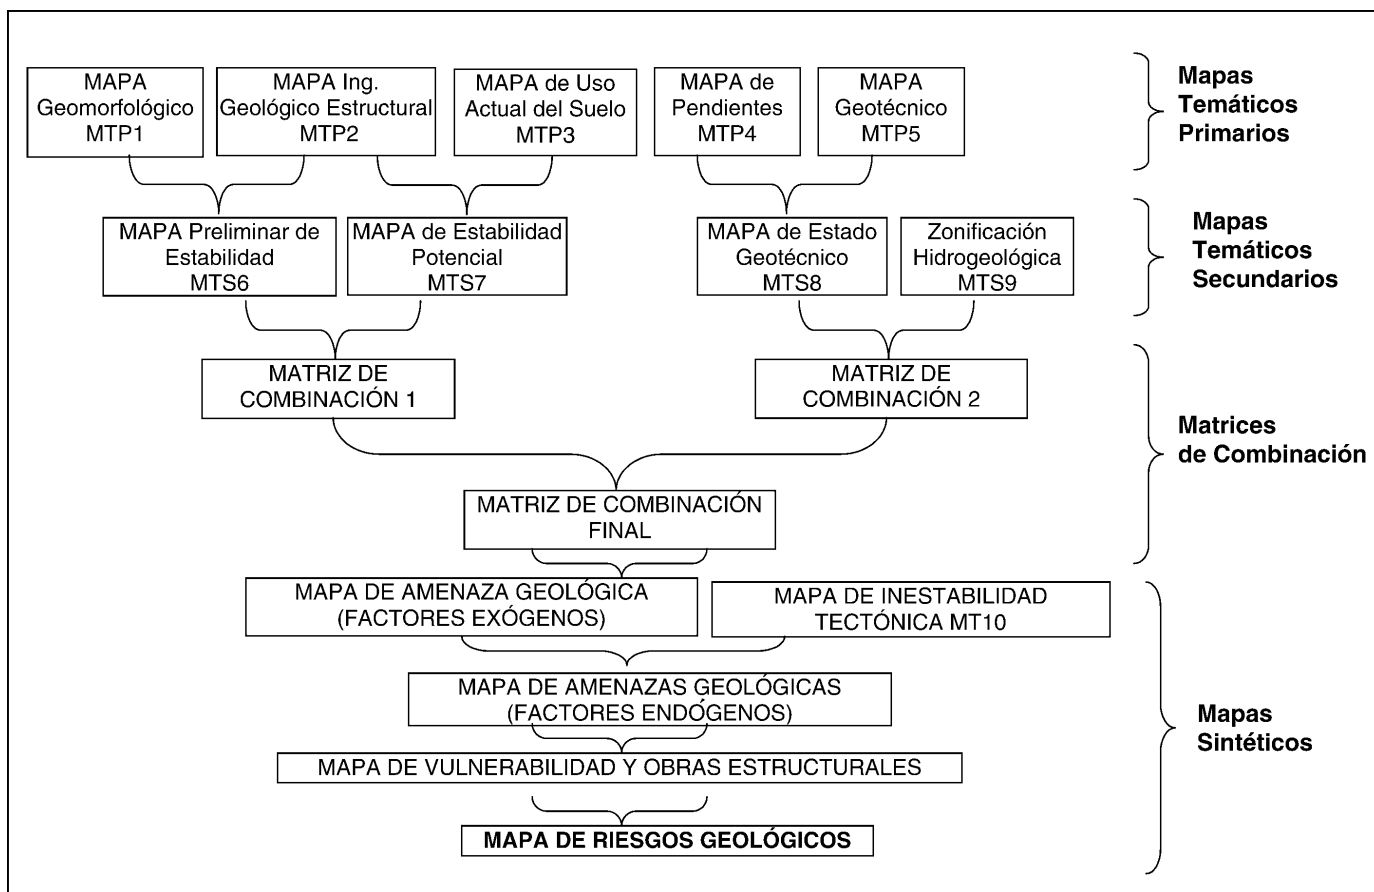 MAPA
Geomorfológico
MTP1
MAPA Ing.
Geológico Estructural
MTP2
MAPA de Uso
Actual del Suelo
MTP3
MAPA de
Pendientes
MTP4
MAPA
Geotécnico
MTP5
Mapas
Temáticos
Primarios
MAPA Preliminar de
Estabilidad
MTS6
MAPA de Estabilidad
Potencial
MTS7
MAPA de Estado
Geotécnico
MTS8
Zonificación
Hidrogeológica
MTS9
Mapas
Temáticos
Secundarios
MATRIZ DE
COMBINACIÓN 1
MATRIZ DE
COMBINACIÓN 2
Matrices
de Combinación
MATRIZ DE COMBINACIÓN
FINAL
MAPA DE AMENAZA GEOLÓGICA
(FACTORES EXÓGENOS)
MAPA DE INESTABILIDAD
TECTÓNICA MT10
MAPA DE AMENAZAS GEOLÓGICAS
(FACTORES ENDÓGENOS)
Mapas
Sintéticos
MAPA DE VULNERABILIDAD Y OBRAS ESTRUCTURALES
MAPA DE RIESGOS GEOLÓGICOS